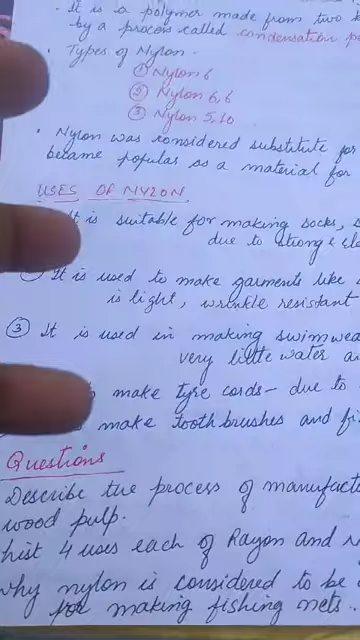 • It is a polymer made from two
by a process called condensation
• Types of Nylon.
① Nylon 6
② Nylon 6,6
③ Nylon 5,10
• Nylon was considered substitute for
became popular as a material for
USES OF NYLON
It is suitable for making socks,
due to strong & ela
It is used to make garments like
is light, wrinkle resistant
③ It is used in making swimwea
very little water a
make tyre cords - due to
make toothbrushes and fi
Questions
Describe the process of manufact
wood pulp.
List 4 uses each of Rayon and
why nylon is considered to be
for making fishing nets.